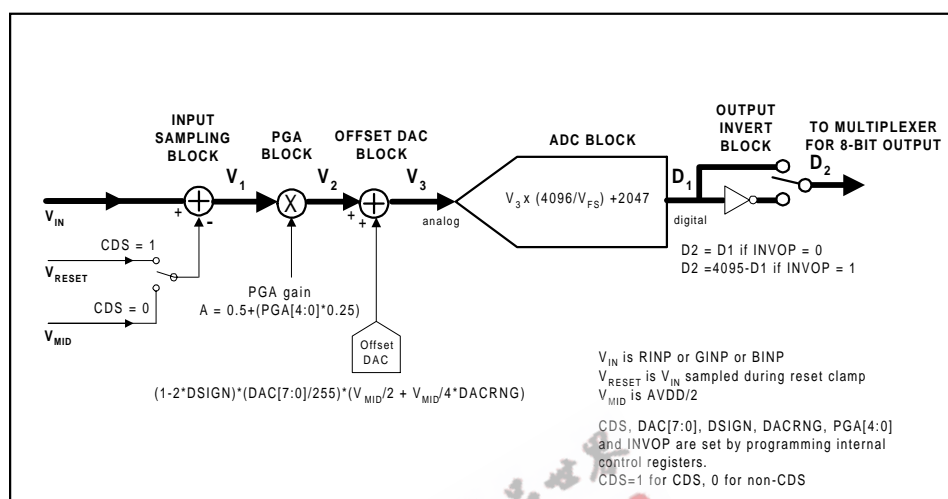 INPUT
SAMPLING
BLOCK
PGA
BLOCK
OFFSET DAC
BLOCK
ADC BLOCK
OUTPUT
INVERT
BLOCK
TO MULTIPLEXER
FOR 8-BIT OUTPUT
V1
V2
V3
D1
D2
+
-
X
+
+
+
analog
V3 x (4096/VFS) +2047
digital
VIN
CDS = 1
VRESET
CDS = 0
VMID
PGA gain
A = 0.5+(PGA[4:0]*0.25)
Offset
DAC
(1-2*DSIGN)*(DAC[7:0]/255)*(VMID/2 + VMID/4*DACRNG)
D2 = D1 if INVOP = 0
D2 =4095-D1 if INVOP = 1
VIN is RINP or GINP or BINP
VRESET is VIN sampled during reset clamp
VMID is AVDD/2
CDS, DAC[7:0], DSIGN, DACRNG, PGA[4:0]
and INVOP are set by programming internal
control registers.
CDS=1 for CDS, 0 for non-CDS